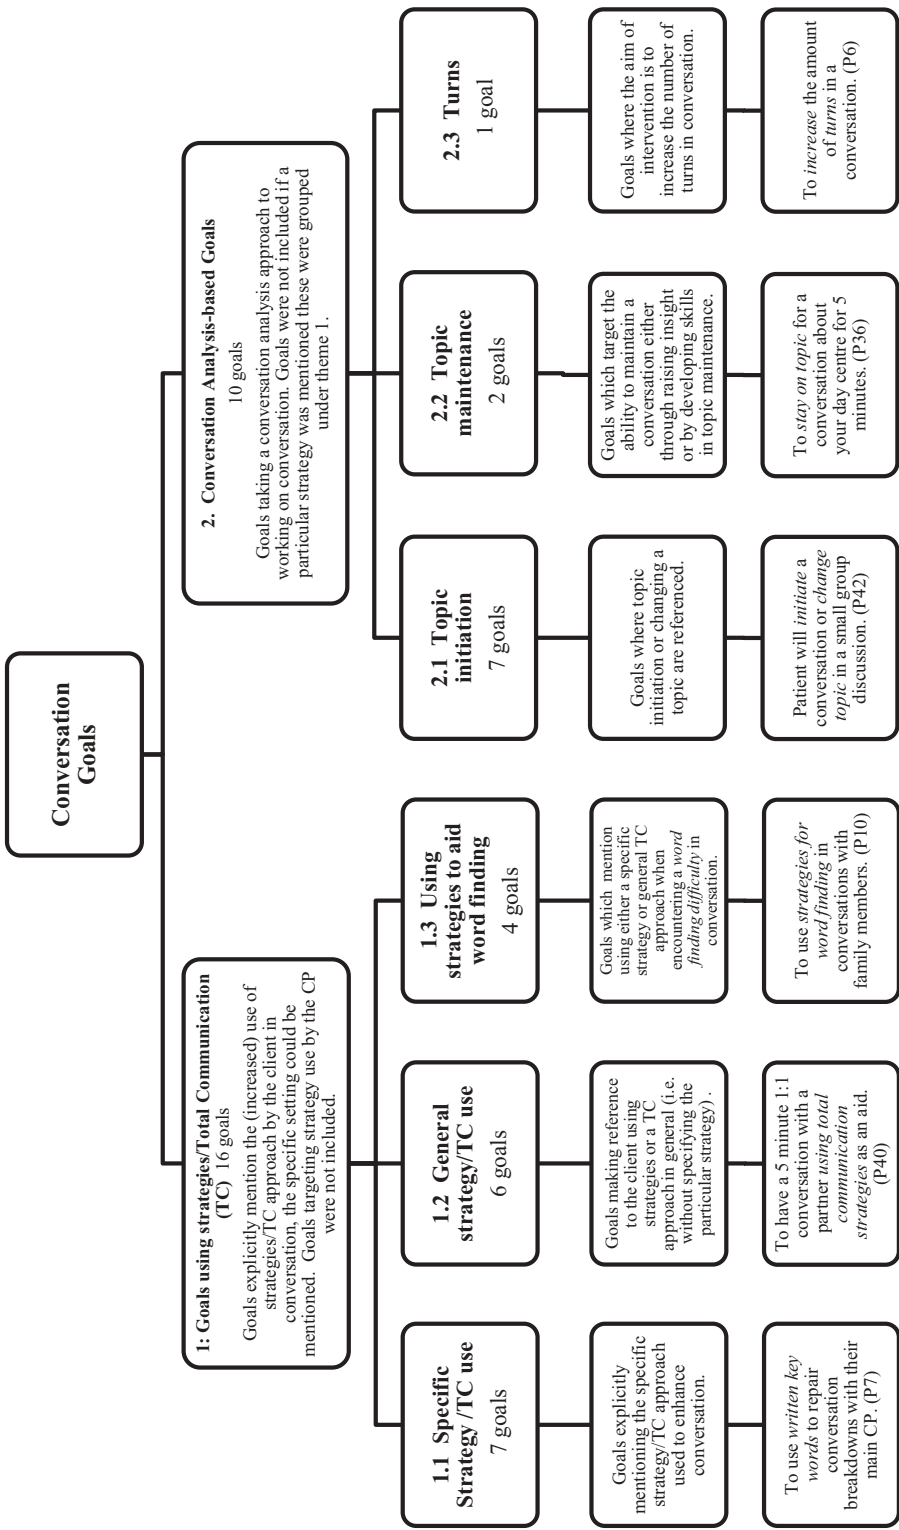 Conversation
Goals
1: Goals using strategies/Total Communication
(TC)  16 goals
Goals explicitly mention the (increased) use of
strategies/TC approach by the client in
conversation, the specific setting could be
mentioned.  Goals targeting strategy use by the CP
were not included.
2.  Conversation Analysis-based Goals
10 goals
Goals taking a conversation analysis approach to
working on conversation. Goals were not included if a
particular strategy was mentioned these were grouped
under theme 1.
1.1 Specific
Strategy /TC use
7 goals
1.2  General
strategy/TC use
6 goals
1.3  Using
strategies to aid
word finding
4 goals
2.1  Topic
initiation
7 goals
2.2  Topic
maintenance
2 goals
2.3  Turns
1 goal
Goals explicitly
mentioning the specific
strategy/TC approach
used to enhance
conversation.
Goals making reference
to the client using
strategies or a TC
approach in general (i.e.
without specifying the
particular strategy) .
Goals which mention
using either a specific
strategy or general TC
approach when
encountering a word
finding difficulty in
conversation.
Goals where topic
initiation or changing a
topic are referenced.
Goals which target the
ability to maintain a
conversation either
through raising insight
or by developing skills
in topic maintenance.
Goals where the aim of
intervention is to
increase the number of
turns in conversation.
To use written key
words to repair
conversation
breakdowns with their
main CP. (P7)
To have a 5 minute 1:1
conversation with a
partner using total
communication
strategies as an aid.
(P40)
To use strategies for
word finding in
conversations with
family members. (P10)
Patient will initiate a
conversation or change
topic in a small group
discussion. (P42)
To stay on topic for a
conversation about
your day centre for 5
minutes. (P36)
To increase the amount
of turns in a
conversation. (P6)